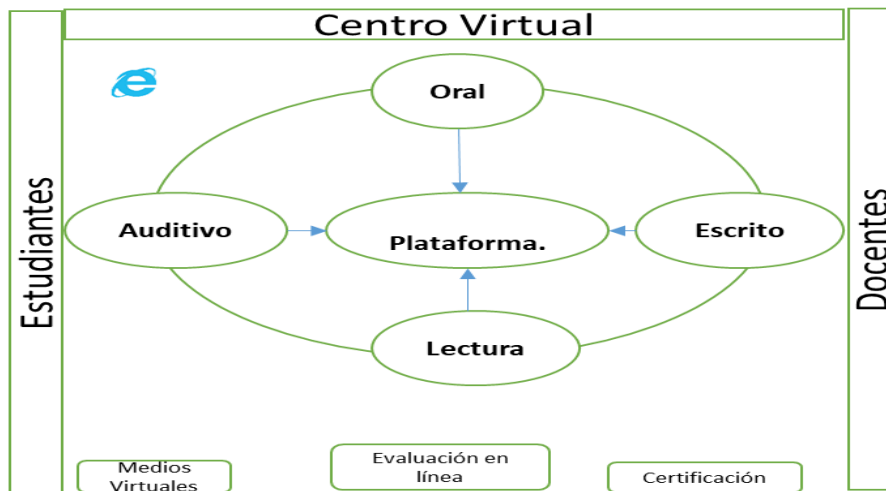 Centro Virtual
Estudiantes
Oral
Auditivo
Plataforma.
Escrito
Lectura
Docentes
Medios
Virtuales
Evaluación en
línea
Certificación